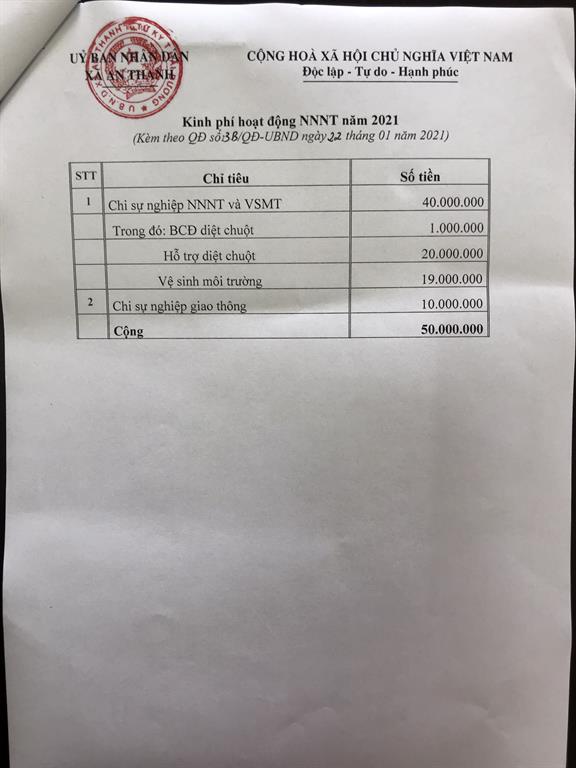 UỶ BAN NHÂN DÂN
XÃ AN THANH
CỘNG HOÀ XÃ HỘI CHỦ NGHĨA VIỆT NAM
Độc lập - Tự do - Hạnh phúc
Kinh phí hoạt động NNNT năm 2021
(Kèm theo QĐ số 38/QĐ-UBND ngày 22 tháng 01 năm 2021)
STT Chỉ tiêu Số tiền
1 Chi sự nghiệp NNNT và VSMT 40.000.000
Trong đó: BCĐ diệt chuột 1.000.000
Hỗ trợ diệt chuột 20.000.000
Vệ sinh môi trường 19.000.000
2 Chi sự nghiệp giao thông 10.000.000
Cộng 50.000.000